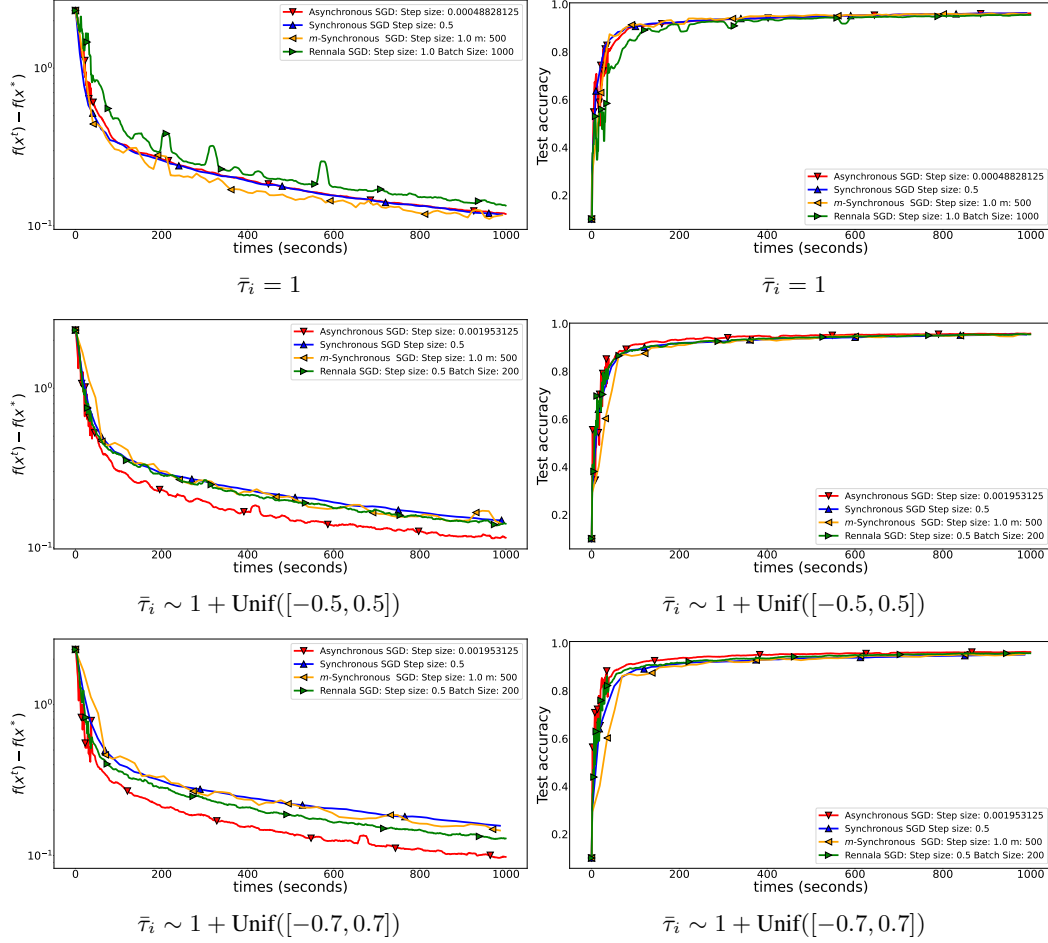 Asynchronous SGD: Step size: 0.00048828125
Synchronous SGD Step size: 0.5
m-Synchronous SGD: Step size: 1.0 m: 500
Rennala SGD: Step size: 1.0 Batch Size: 1000
10⁰
10⁻¹
f(xᵗ) − f(x*)
0 200 400 600 800 1000
times (seconds)
τ̄ᵢ = 1
1.0
0.8
0.6
0.4
0.2
Test accuracy
Asynchronous SGD: Step size: 0.00048828125
Synchronous SGD Step size: 0.5
m-Synchronous SGD: Step size: 1.0 m: 500
Rennala SGD: Step size: 1.0 Batch Size: 1000
0 200 400 600 800 1000
times (seconds)
τ̄ᵢ = 1
Asynchronous SGD: Step size: 0.001953125
Synchronous SGD Step size: 0.5
m-Synchronous SGD: Step size: 1.0 m: 500
Rennala SGD: Step size: 0.5 Batch Size: 200
10⁰
10⁻¹
f(xᵗ) − f(x*)
0 200 400 600 800 1000
times (seconds)
τ̄ᵢ ∼ 1 + Unif([−0.5, 0.5])
1.0
0.8
0.6
0.4
0.2
Test accuracy
Asynchronous SGD: Step size: 0.001953125
Synchronous SGD Step size: 0.5
m-Synchronous SGD: Step size: 1.0 m: 500
Rennala SGD: Step size: 0.5 Batch Size: 200
0 200 400 600 800 1000
times (seconds)
τ̄ᵢ ∼ 1 + Unif([−0.5, 0.5])
Asynchronous SGD: Step size: 0.001953125
Synchronous SGD Step size: 0.5
m-Synchronous SGD: Step size: 1.0 m: 500
Rennala SGD: Step size: 0.5 Batch Size: 200
10⁰
10⁻¹
f(xᵗ) − f(x*)
0 200 400 600 800 1000
times (seconds)
τ̄ᵢ ∼ 1 + Unif([−0.7, 0.7])
1.0
0.8
0.6
0.4
0.2
Test accuracy
Asynchronous SGD: Step size: 0.001953125
Synchronous SGD Step size: 0.5
m-Synchronous SGD: Step size: 1.0 m: 500
Rennala SGD: Step size: 0.5 Batch Size: 200
0 200 400 600 800 1000
times (seconds)
τ̄ᵢ ∼ 1 + Unif([−0.7, 0.7])